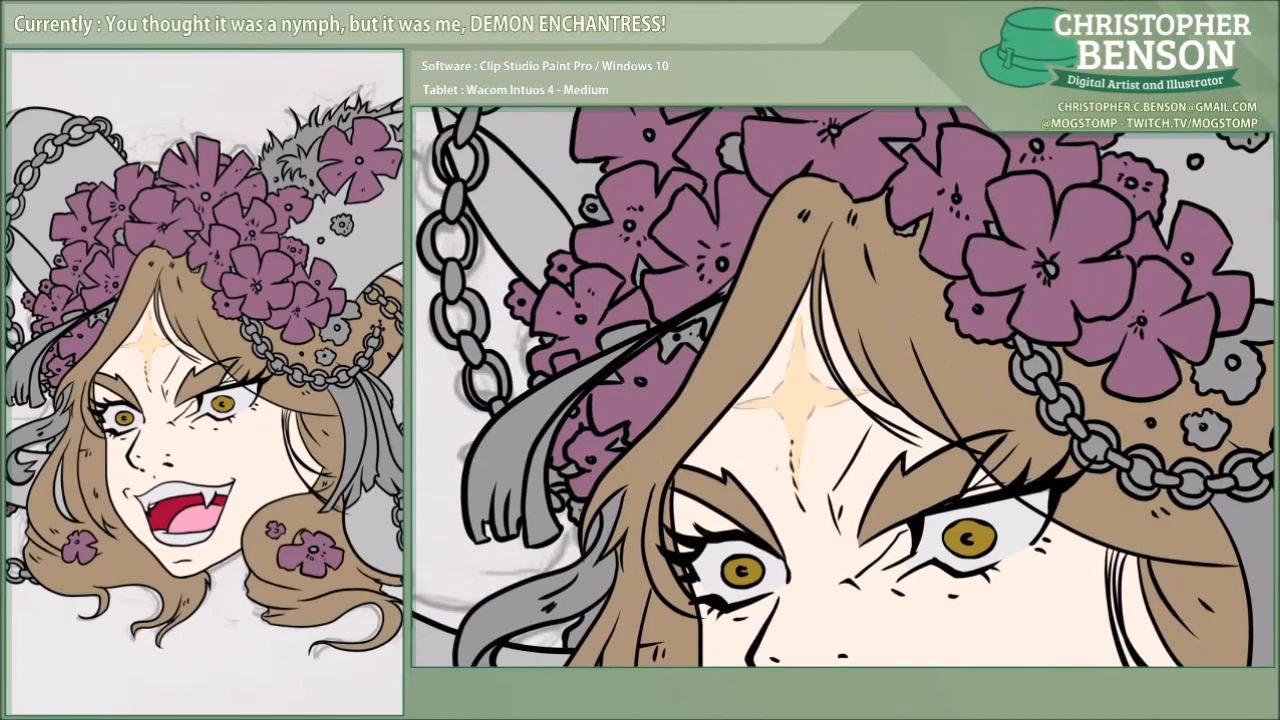 Currently : You thought it was a nymph, but it was me, DEMON ENCHANTRESS!
Software : Clip Studio Paint Pro / Windows 10
Tablet : Wacom Intuos 4 - Medium
CHRISTOPHER
BENSON
Digital Artist and Illustrator
CHRISTOPHER.C.BENSON@GMAIL.COM
@MOGSTOMP - TWITCH.TV/MOGSTOMP